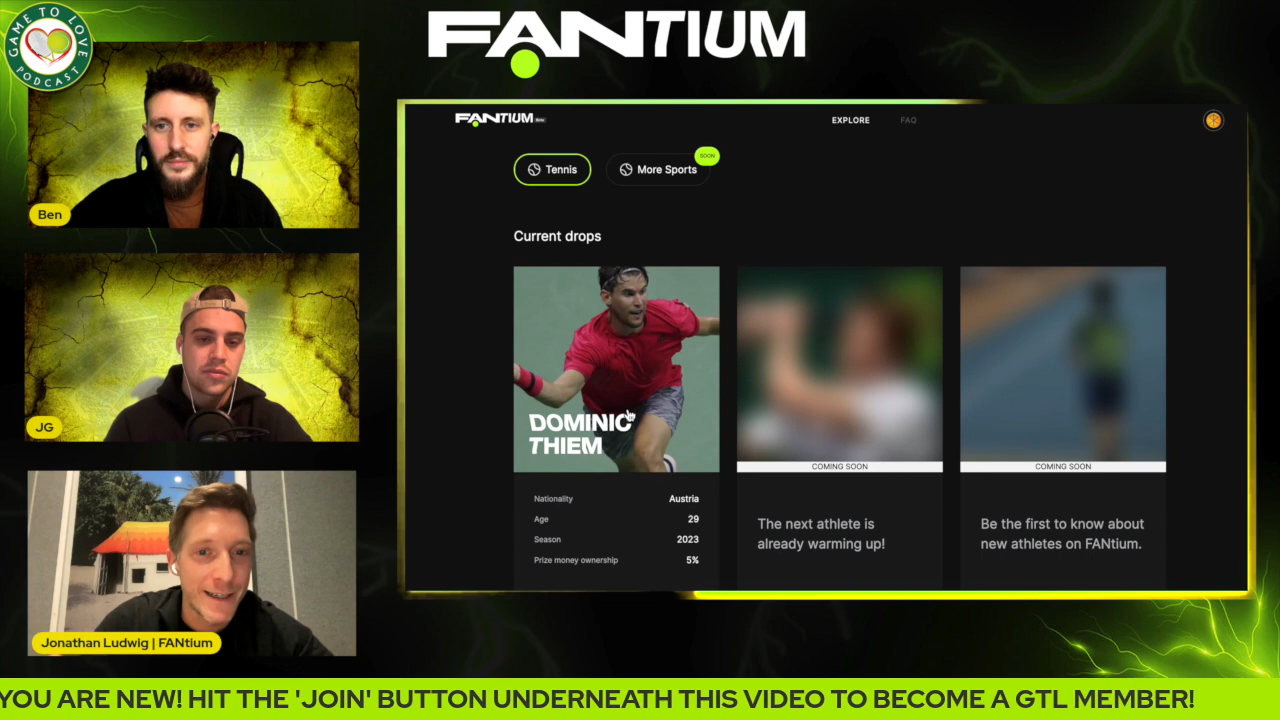 GAME TO LOVE
PODCAST
Ben
JG
Jonathan Ludwig | FANtium
FANTIUM
FANTIUM Beta
EXPLORE
FAQ
Tennis
More Sports
SOON
Current drops
DOMINIC
THIEM
Nationality Austria
Age 29
Season 2023
Prize money ownership 5%
COMING SOON
The next athlete is
already warming up!
COMING SOON
Be the first to know about
new athletes on FANtium.
YOU ARE NEW! HIT THE 'JOIN' BUTTON UNDERNEATH THIS VIDEO TO BECOME A GTL MEMBER!